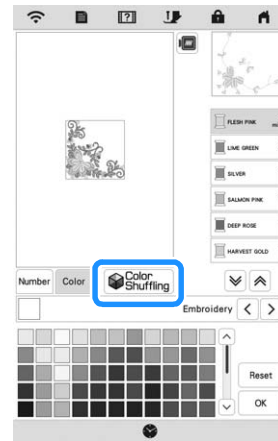 FLESH PINK
LIME GREEN
SILVER
SALMON PINK
DEEP ROSE
HARVEST GOLD
Number
Color
Color
Shuffling
Embroidery
Reset
OK